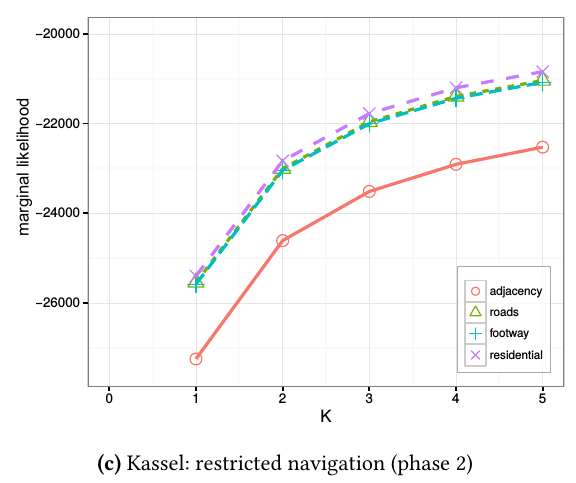 marginal likelihood
−20000
−22000
−24000
−26000
0 1 2 3 4 5
K
adjacency
roads
footway
residential
(c) Kassel: restricted navigation (phase 2)